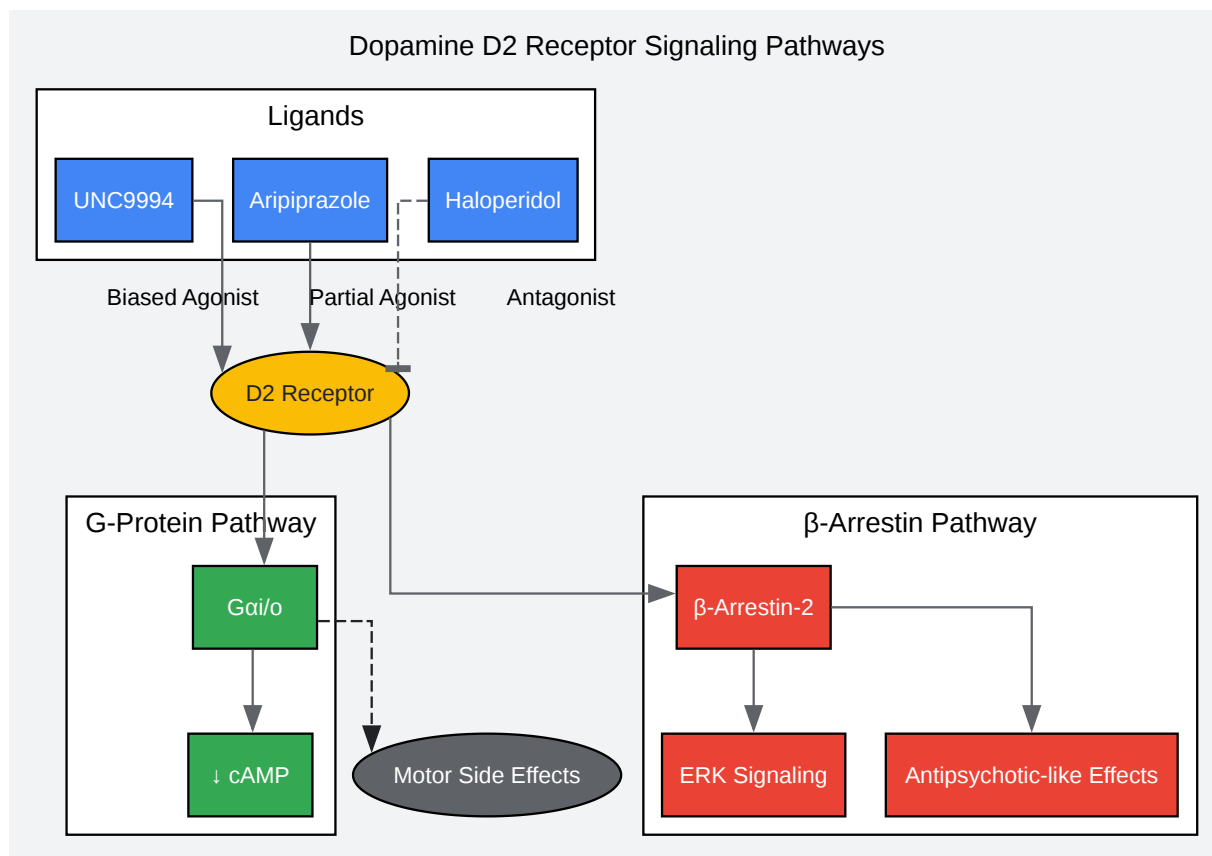 Dopamine D2 Receptor Signaling Pathways
Ligands
UNC9994
Aripiprazole
Haloperidol
Biased Agonist
Partial Agonist
Antagonist
D2 Receptor
G-Protein Pathway
β-Arrestin Pathway
Gαi/o
β-Arrestin-2
↓ cAMP
Motor Side Effects
ERK Signaling
Antipsychotic-like Effects